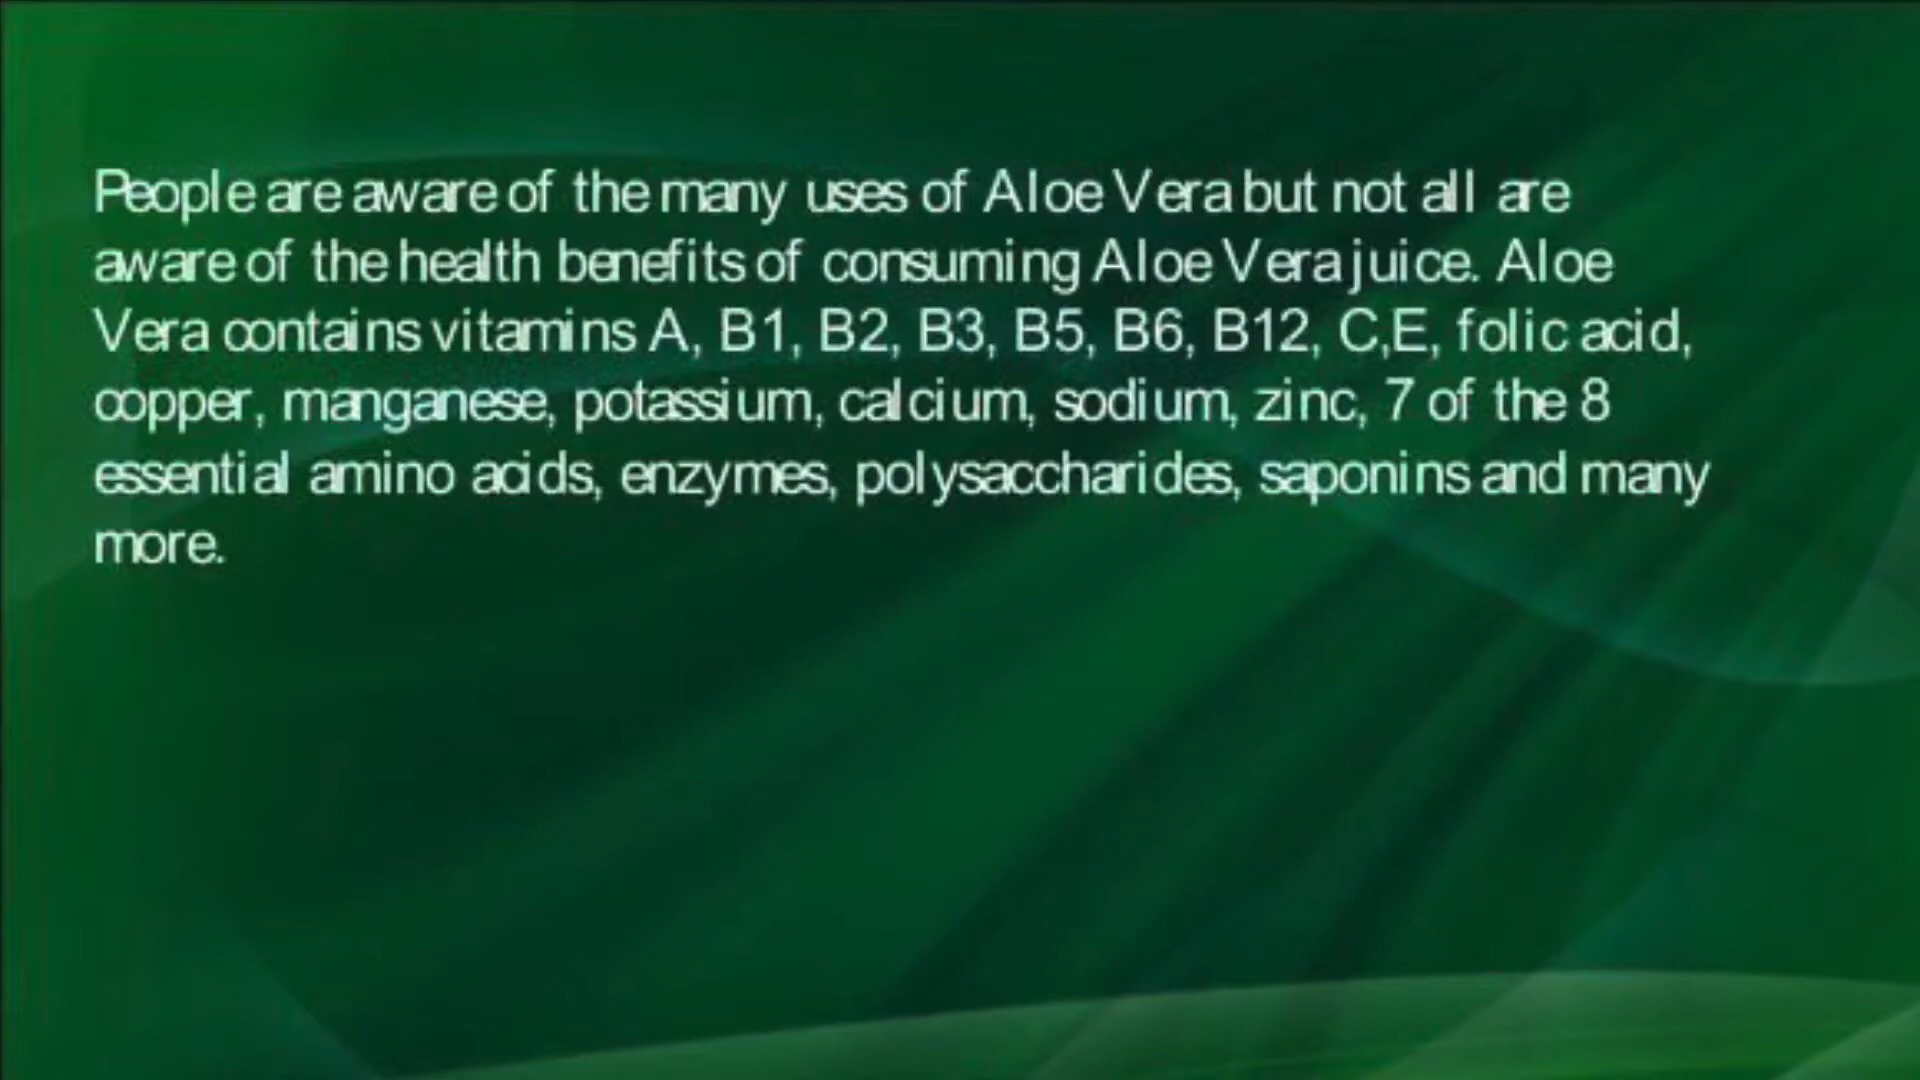 People are aware of the many uses of Aloe Vera but not all are
aware of the health benefits of consuming Aloe Vera juice. Aloe
Vera contains vitamins A, B1, B2, B3, B5, B6, B12, C,E, folic acid,
copper, manganese, potassium, calcium, sodium, zinc, 7 of the 8
essential amino acids, enzymes, polysaccharides, saponins and many
more.